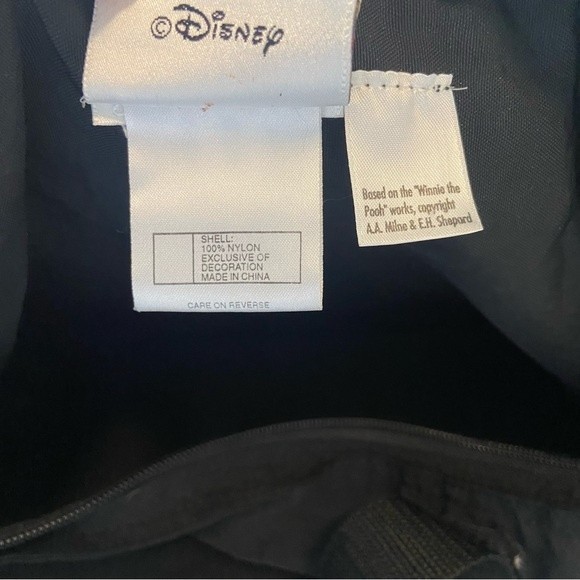 ©Disney
Based on the "Winnie the
Pooh" works, copyright
A.A. Milne & E.H. Shepard
SHELL:
100% NYLON
EXCLUSIVE OF
DECORATION
MADE IN CHINA
CARE ON REVERSE